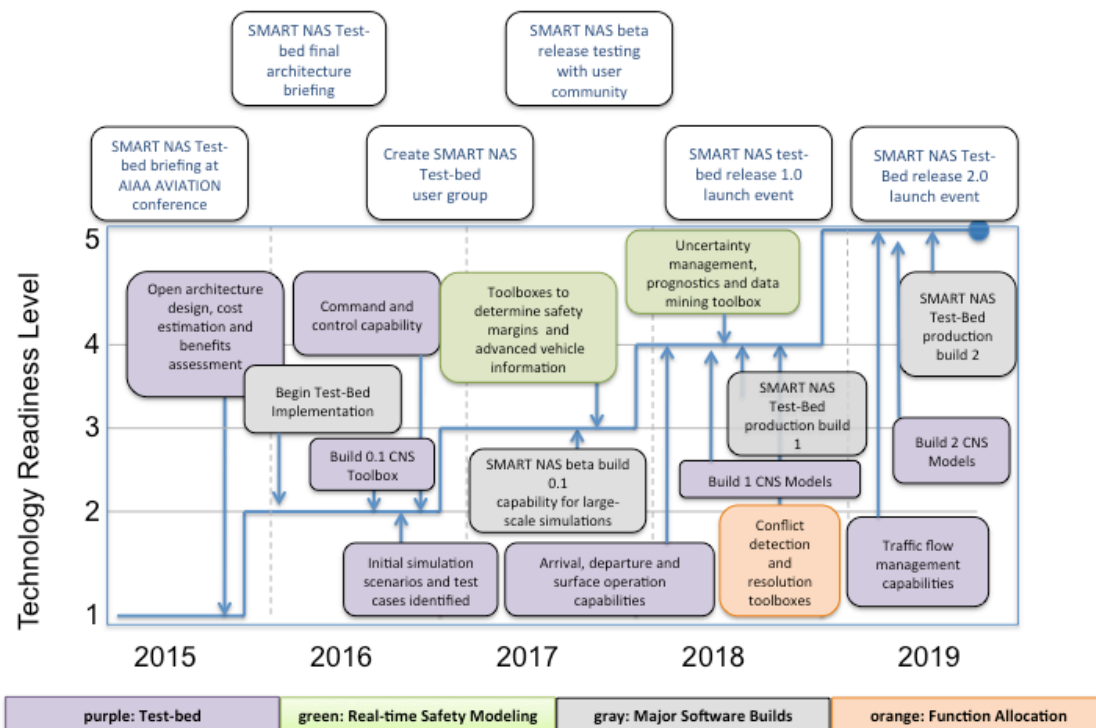 SMART NAS Test-
bed final
architecture
briefing
SMART NAS beta
release testing
with user
community
SMART NAS Test-
bed briefing at
AIAA AVIATION
conference
Create SMART NAS
Test-bed
user group
SMART NAS test-
bed release 1.0
launch event
SMART NAS Test-
Bed release 2.0
launch event
Technology Readiness Level
5
4
3
2
1
Open architecture
design, cost
estimation and
benefits
assessment
Command and
control capability
Toolboxes to
determine safety
margins and
advanced vehicle
information
Uncertainty
management,
prognostics and data
mining toolbox
SMART NAS
Test-Bed
production
build 2
Begin Test-Bed
Implementation
SMART NAS
Test-Bed
production build
1
Build 0.1 CNS
Toolbox
SMART NAS beta build
0.1
capability for large-
scale simulations
Build 1 CNS Models
Build 2 CNS
Models
Initial simulation
scenarios and test
cases identified
Arrival, departure and
surface operation
capabilities
Conflict
detection
and
resolution
toolboxes
Traffic flow
management
capabilities
2015
2016
2017
2018
2019
purple: Test-bed
green: Real-time Safety Modeling
gray: Major Software Builds
orange: Function Allocation